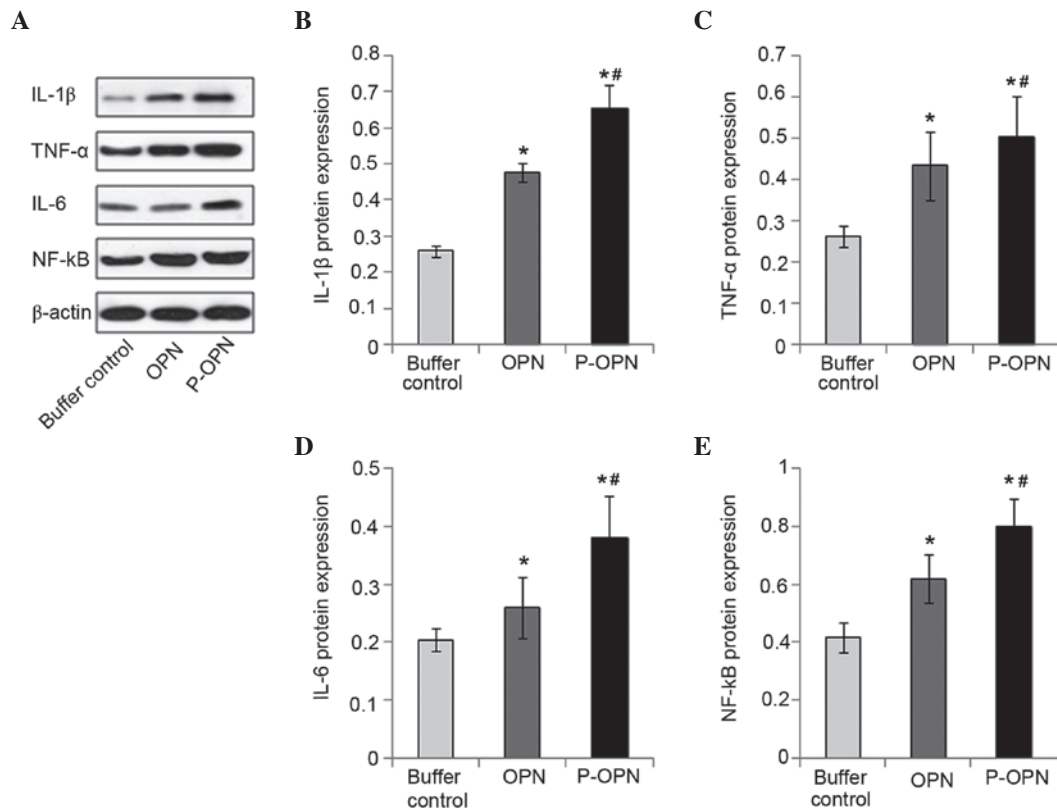 A
IL-1β
TNF-α
IL-6
NF-kB
β-actin
Buffer control
OPN
P-OPN
B
IL-1β protein expression
0.8
0.7
0.6
0.5
0.4
0.3
0.2
0.1
0
*
*#
Buffer
control
OPN
P-OPN
C
TNF-α protein expression
0.7
0.6
0.5
0.4
0.3
0.2
0.1
0
*
*#
Buffer
control
OPN
P-OPN
D
IL-6 protein expression
0.5
0.4
0.3
0.2
0.1
0
*
*#
Buffer
control
OPN
P-OPN
E
NF-kB protein expression
1
0.8
0.6
0.4
0.2
0
*
*#
Buffer
control
OPN
P-OPN